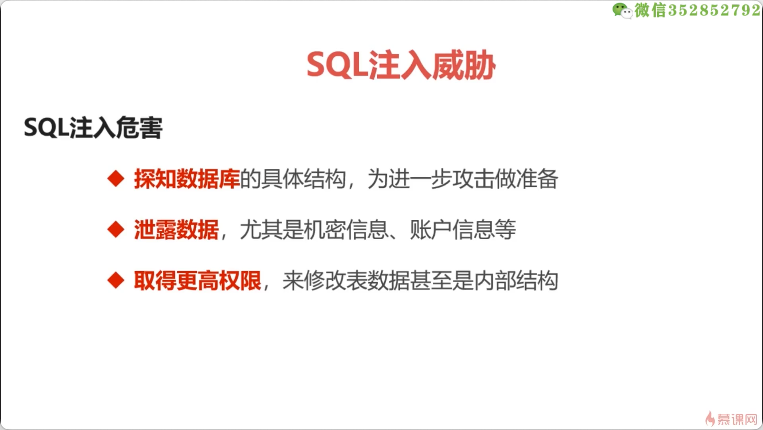 微信352852792
SQL注入威胁
SQL注入危害
探知数据库的具体结构，为进一步攻击做准备
泄露数据，尤其是机密信息、账户信息等
取得更高权限，来修改表数据甚至是内部结构
慕课网